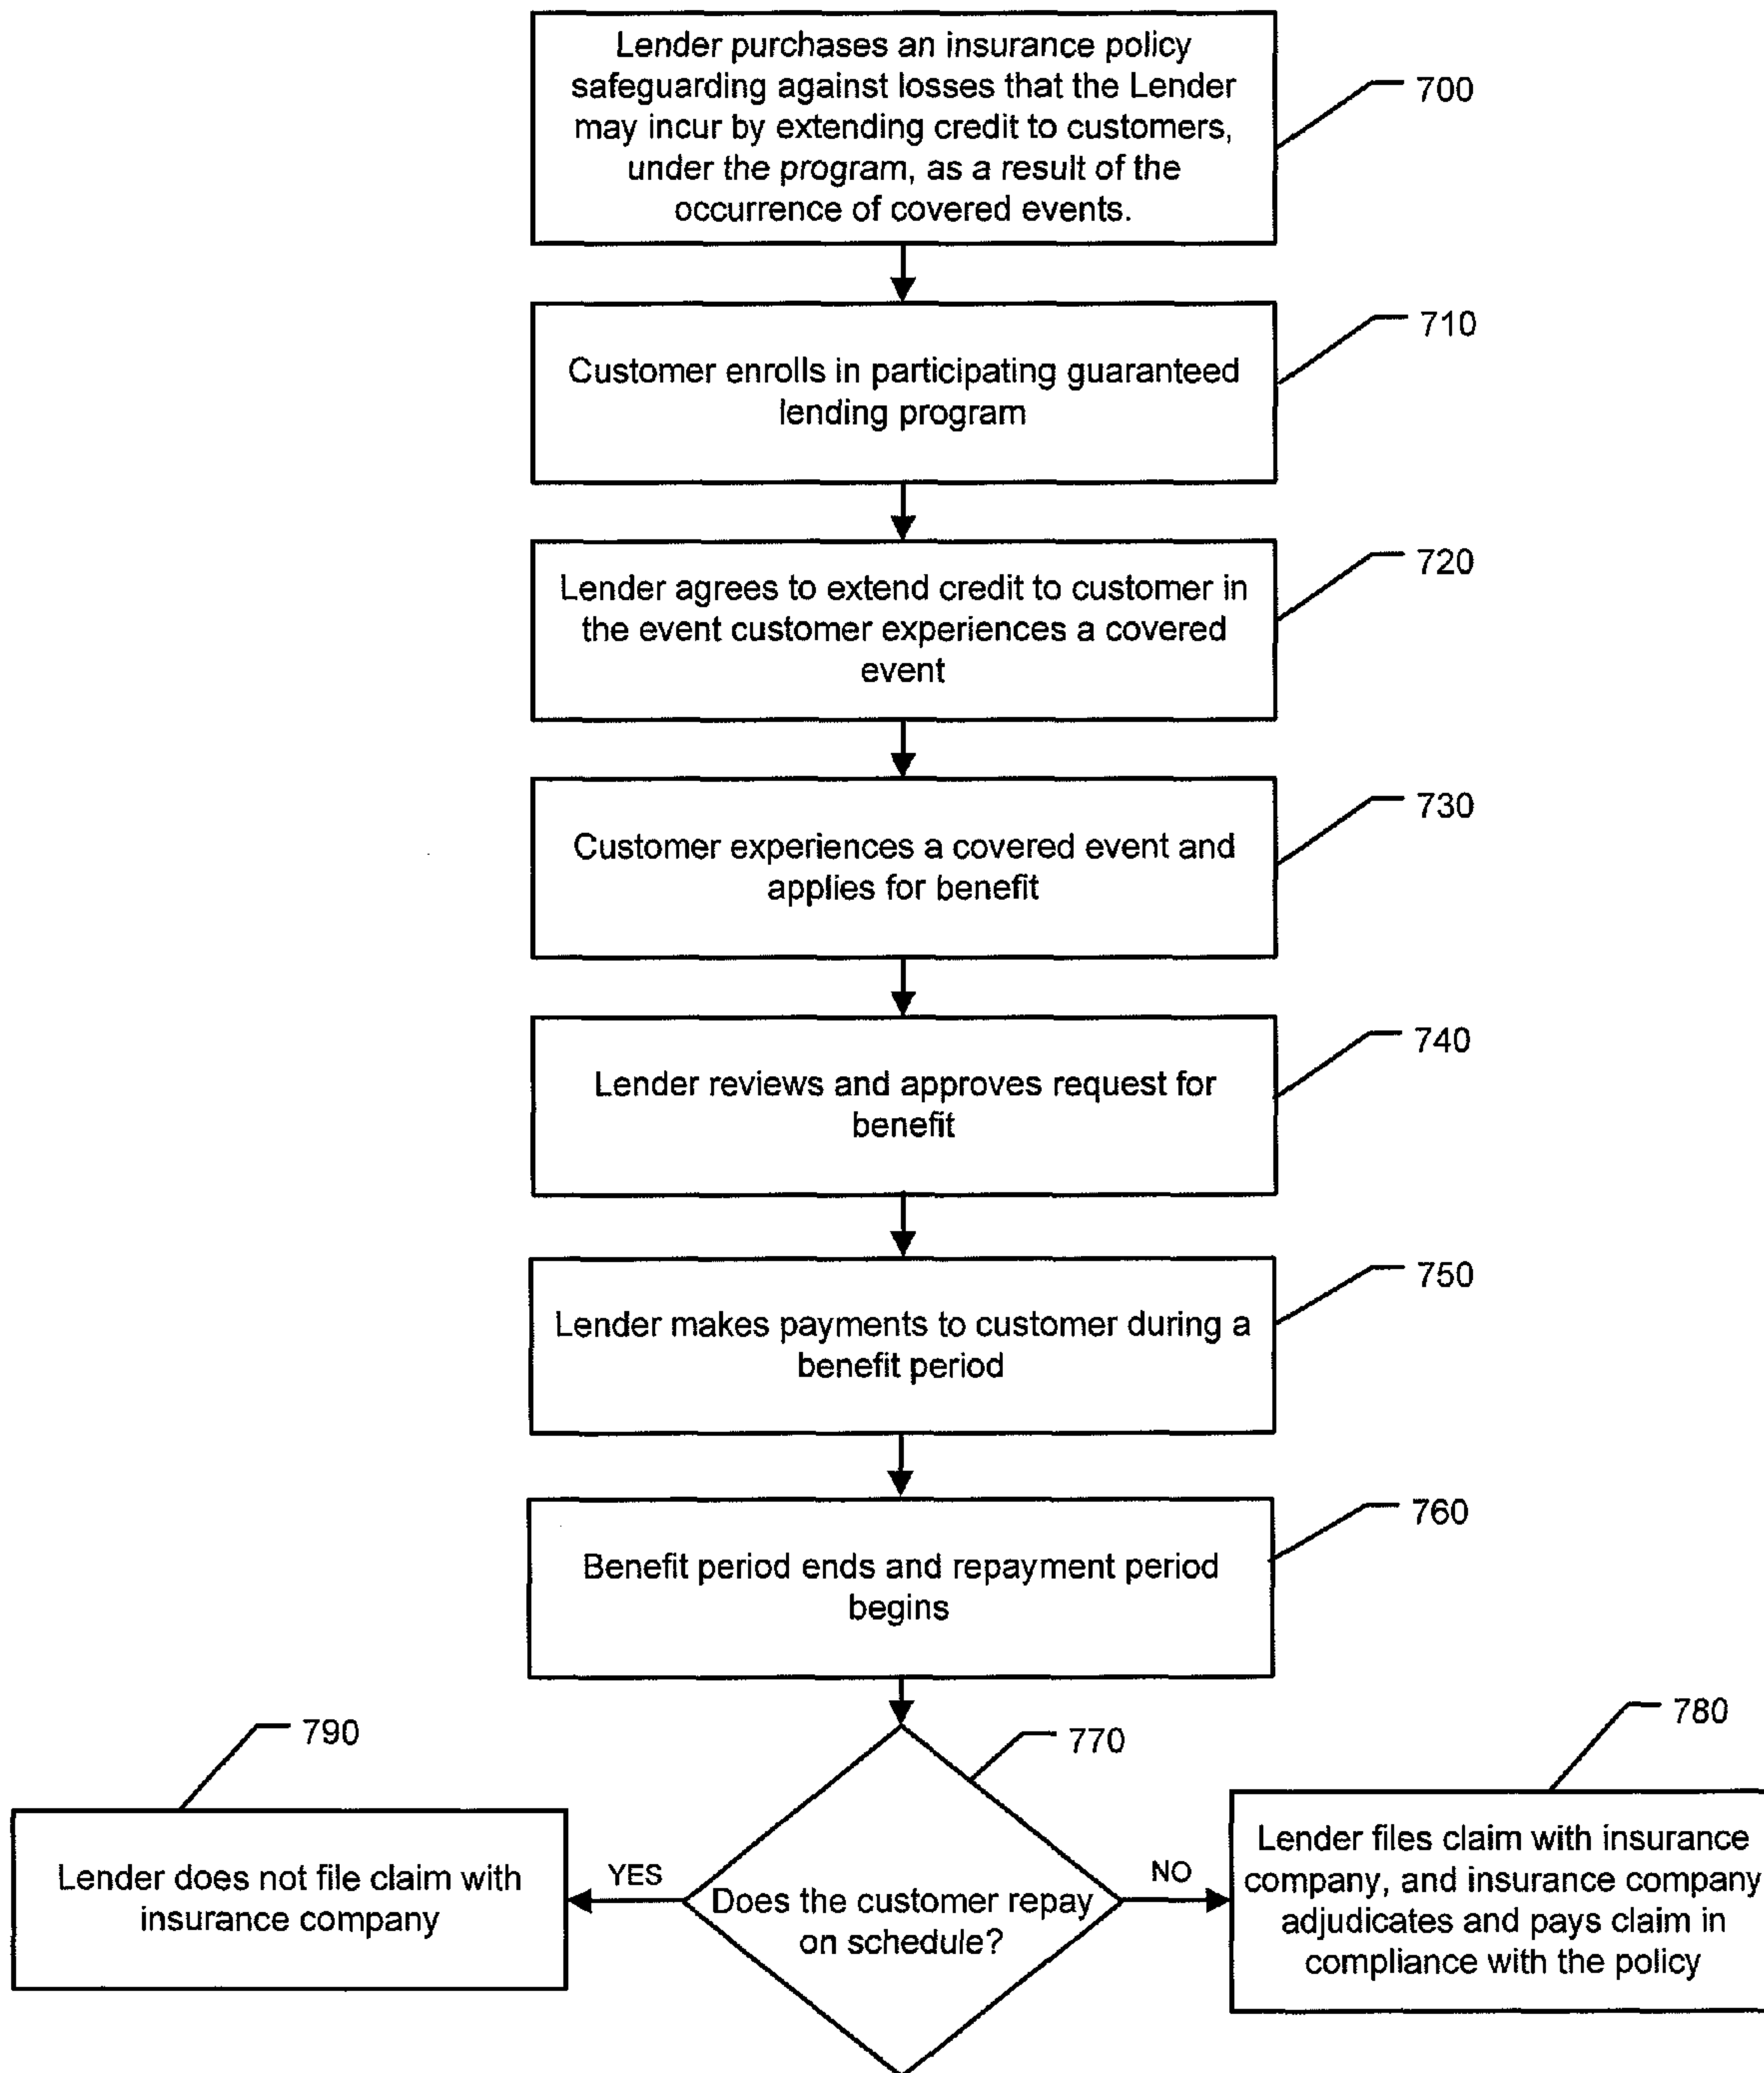 Lender purchases an insurance policy
safeguarding against losses that the Lender
may incur by extending credit to customers,
under the program, as a result of the
occurrence of covered events.
700
Customer enrolls in participating guaranteed
lending program
710
Lender agrees to extend credit to customer in
the event customer experiences a covered
event
720
Customer experiences a covered event and
applies for benefit
730
Lender reviews and approves request for
benefit
740
Lender makes payments to customer during a
benefit period
750
Benefit period ends and repayment period
begins
760
790
Lender does not file claim with
insurance company
YES
770
Does the customer repay
on schedule?
NO
780
Lender files claim with insurance
company, and insurance company
adjudicates and pays claim in
compliance with the policy